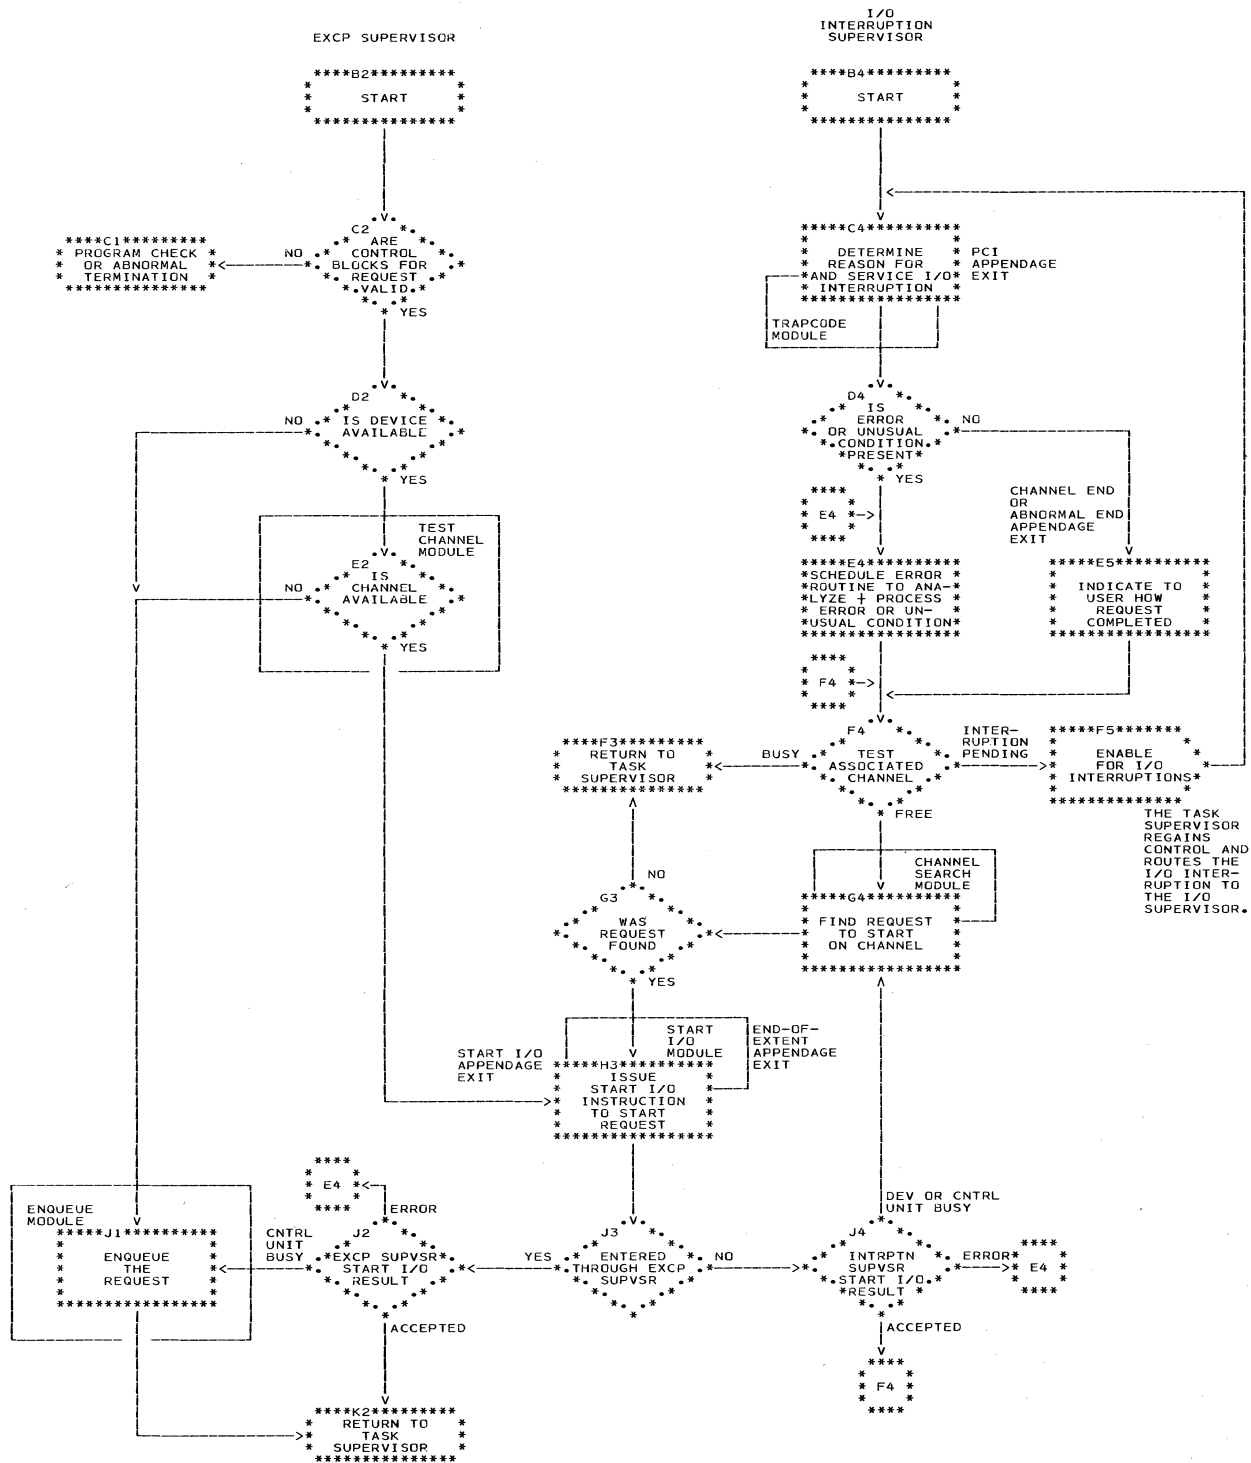 I/O
INTERRUPTION
SUPERVISOR
EXCP SUPERVISOR
****B2*********
START
****B4*********
START
C2
ARE
CONTROL
BLOCKS FOR
REQUEST
VALID
NO
YES
****C1*********
PROGRAM CHECK
OR ABNORMAL
TERMINATION
*****C4**********
DETERMINE
REASON FOR
AND SERVICE I/O
INTERRUPTION
PCI
APPENDAGE
EXIT
TRAPCODE
MODULE
D2
IS DEVICE
AVAILABLE
NO
YES
D4
IS
ERROR
OR UNUSUAL
CONDITION
PRESENT
NO
YES
TEST
CHANNEL
MODULE
E2
IS
CHANNEL
AVAILABLE
NO
YES
E4
CHANNEL END
OR
ABNORMAL END
APPENDAGE
EXIT
*****E4**********
SCHEDULE ERROR
ROUTINE TO ANA-
LYZE + PROCESS
ERROR OR UN-
USUAL CONDITION
*****E5**********
INDICATE TO
USER HOW
REQUEST
COMPLETED
F4
****F3*********
RETURN TO
TASK
SUPERVISOR
BUSY
F4
TEST
ASSOCIATED
CHANNEL
INTER-
RUPTION
PENDING
FREE
*****F5*******
ENABLE
FOR I/O
INTERRUPTIONS
THE TASK
SUPERVISOR
REGAINS
CONTROL AND
ROUTES THE
I/O INTER-
RUPTION TO
THE I/O
SUPERVISOR.
CHANNEL
SEARCH
MODULE
NO
G3
WAS
REQUEST
FOUND
YES
*****G4**********
FIND REQUEST
TO START
ON CHANNEL
START I/O
APPENDAGE
EXIT
START
I/O
MODULE
END-OF-
EXTENT
APPENDAGE
EXIT
*****H3**********
ISSUE
START I/O
INSTRUCTION
TO START
REQUEST
E4
ERROR
DEV OR CNTRL
UNIT BUSY
ENQUEUE
MODULE
*****J1**********
ENQUEUE
THE
REQUEST
CNTRL
UNIT
BUSY
J2
EXCP SUPVSR
START I/O
RESULT
YES
J3
ENTERED
THROUGH EXCP
SUPVSR
NO
J4
INTRPTN
SUPVSR
START I/O
RESULT
ERROR
E4
ACCEPTED
ACCEPTED
F4
****K2*********
RETURN TO
TASK
SUPERVISOR